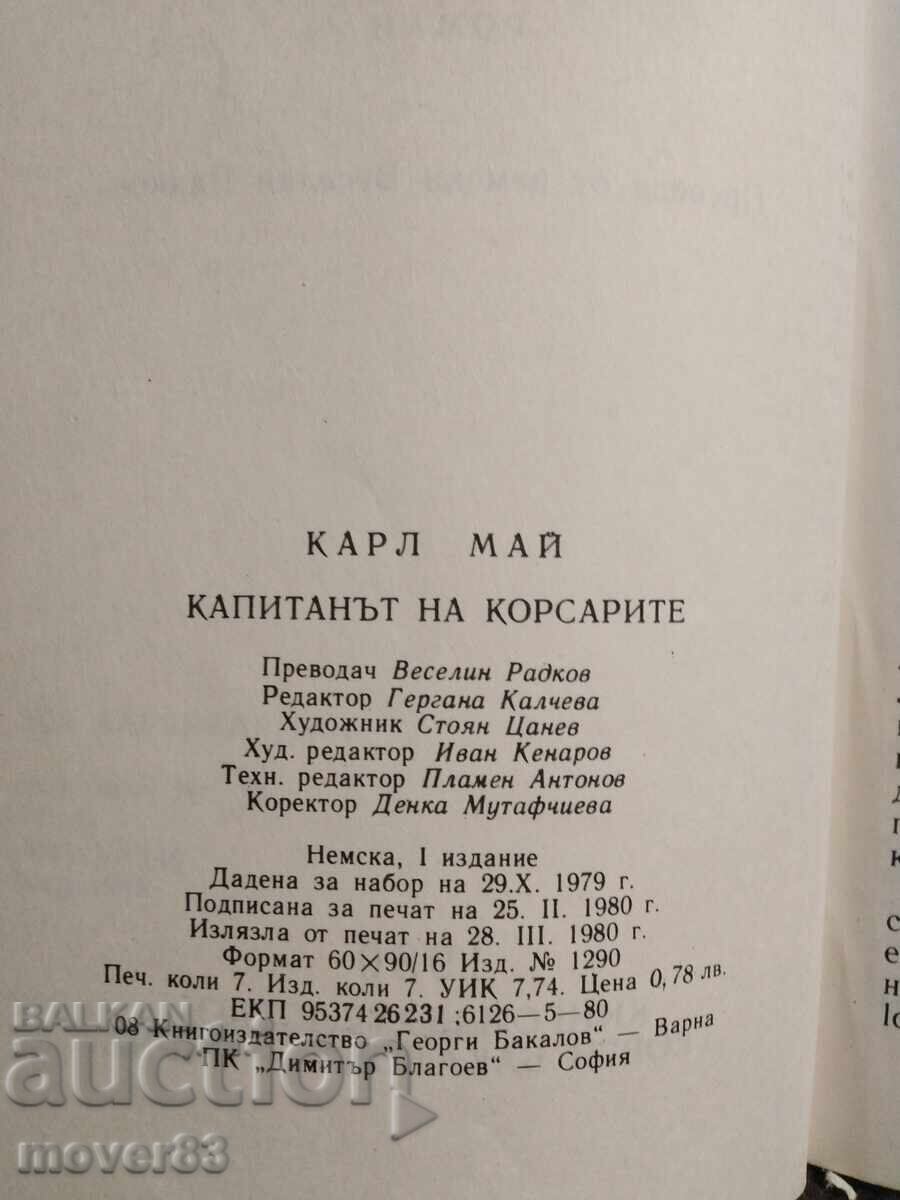 КАРЛ МАЙ
КАПИТАНЪТ НА КОРСАРИТЕ
Преводач Веселин Радков
Редактор Гергана Калчева
Художник Стоян Цанев
Худ. редактор Иван Кенаров
Техн. редактор Пламен Антонов
Коректор Денка Мутафчиева
Немска, I издание
Дадена за набор на 29.X. 1979 г.
Подписана за печат на 25. II. 1980 г.
Излязла от печат на 28. III. 1980 г.
Формат 60×90/16 Изд. № 1290
Печ. коли 7. Изд. коли 7. УИК 7,74. Цена 0,78 лв.
ЕКП 95374 26 231 ;6126—5—80
08 Книгоиздателство „Георги Бакалов" — Варна
ПК „Димитър Благоев" — София
BALKAN
auction
mover83